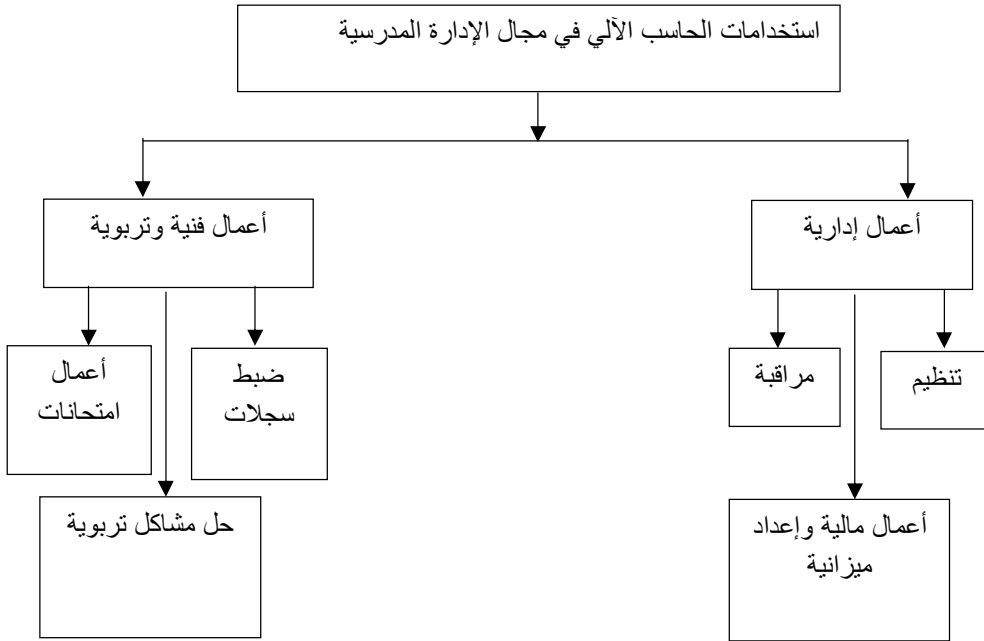 استخدامات الحاسب الآلي في مجال الإدارة المدرسية
أعمال إدارية
أعمال فنية وتربوية
تنظيم
مراقبة
ضبط
سجلات
أعمال
امتحانات
أعمال مالية وإعداد
ميزانية
حل مشاكل تربوية